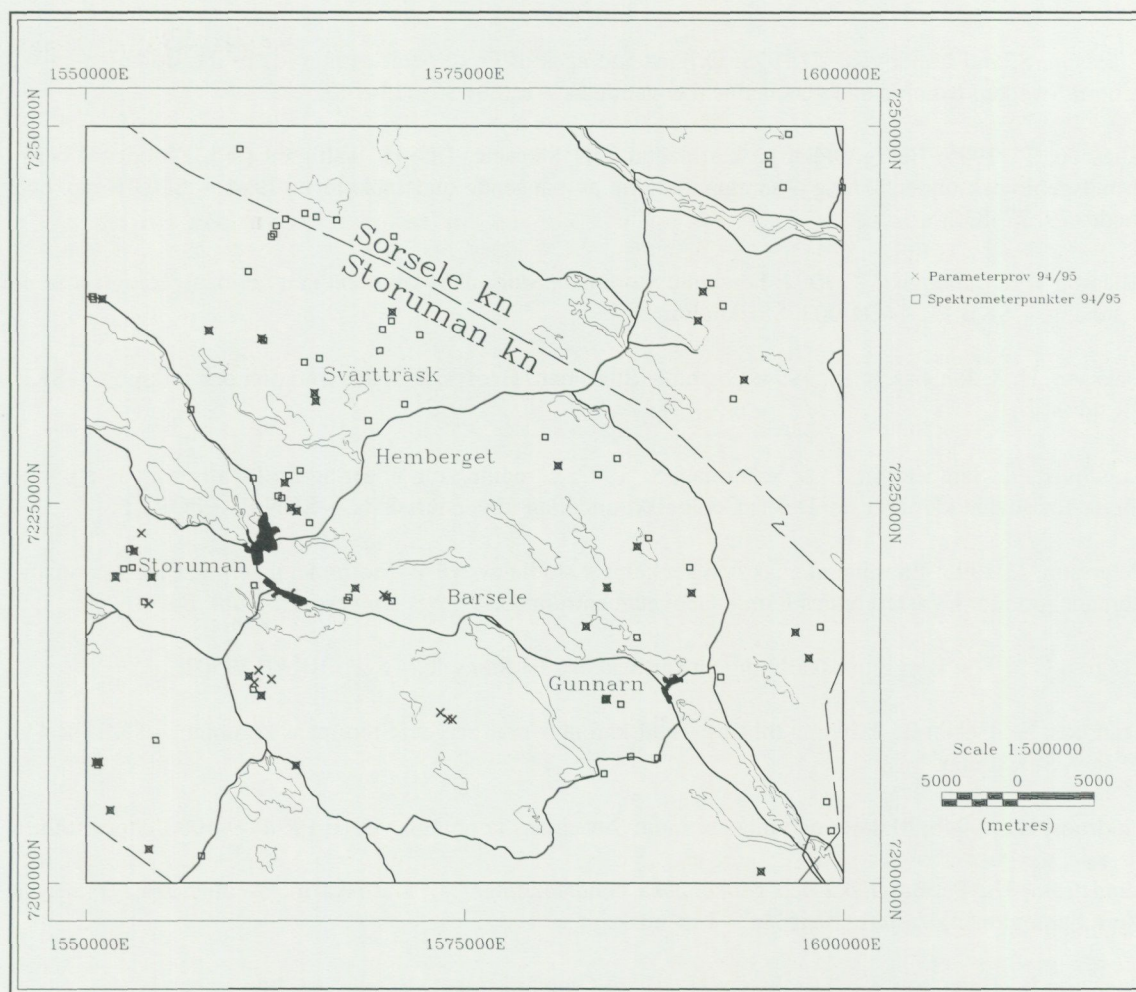 1550000E 1575000E 1600000E
7250000N 7250000N
Sorsele kn
Storuman kn
× Parameterprov 94/95
□ Spektrometerpunkter 94/95
Svärtträsk
Hemberget
7225000N 7225000N
Storuman
Barsele
Gunnarn
Scale 1:500000
5000 0 5000
(metres)
7200000N 7200000N
1550000E 1575000E 1600000E